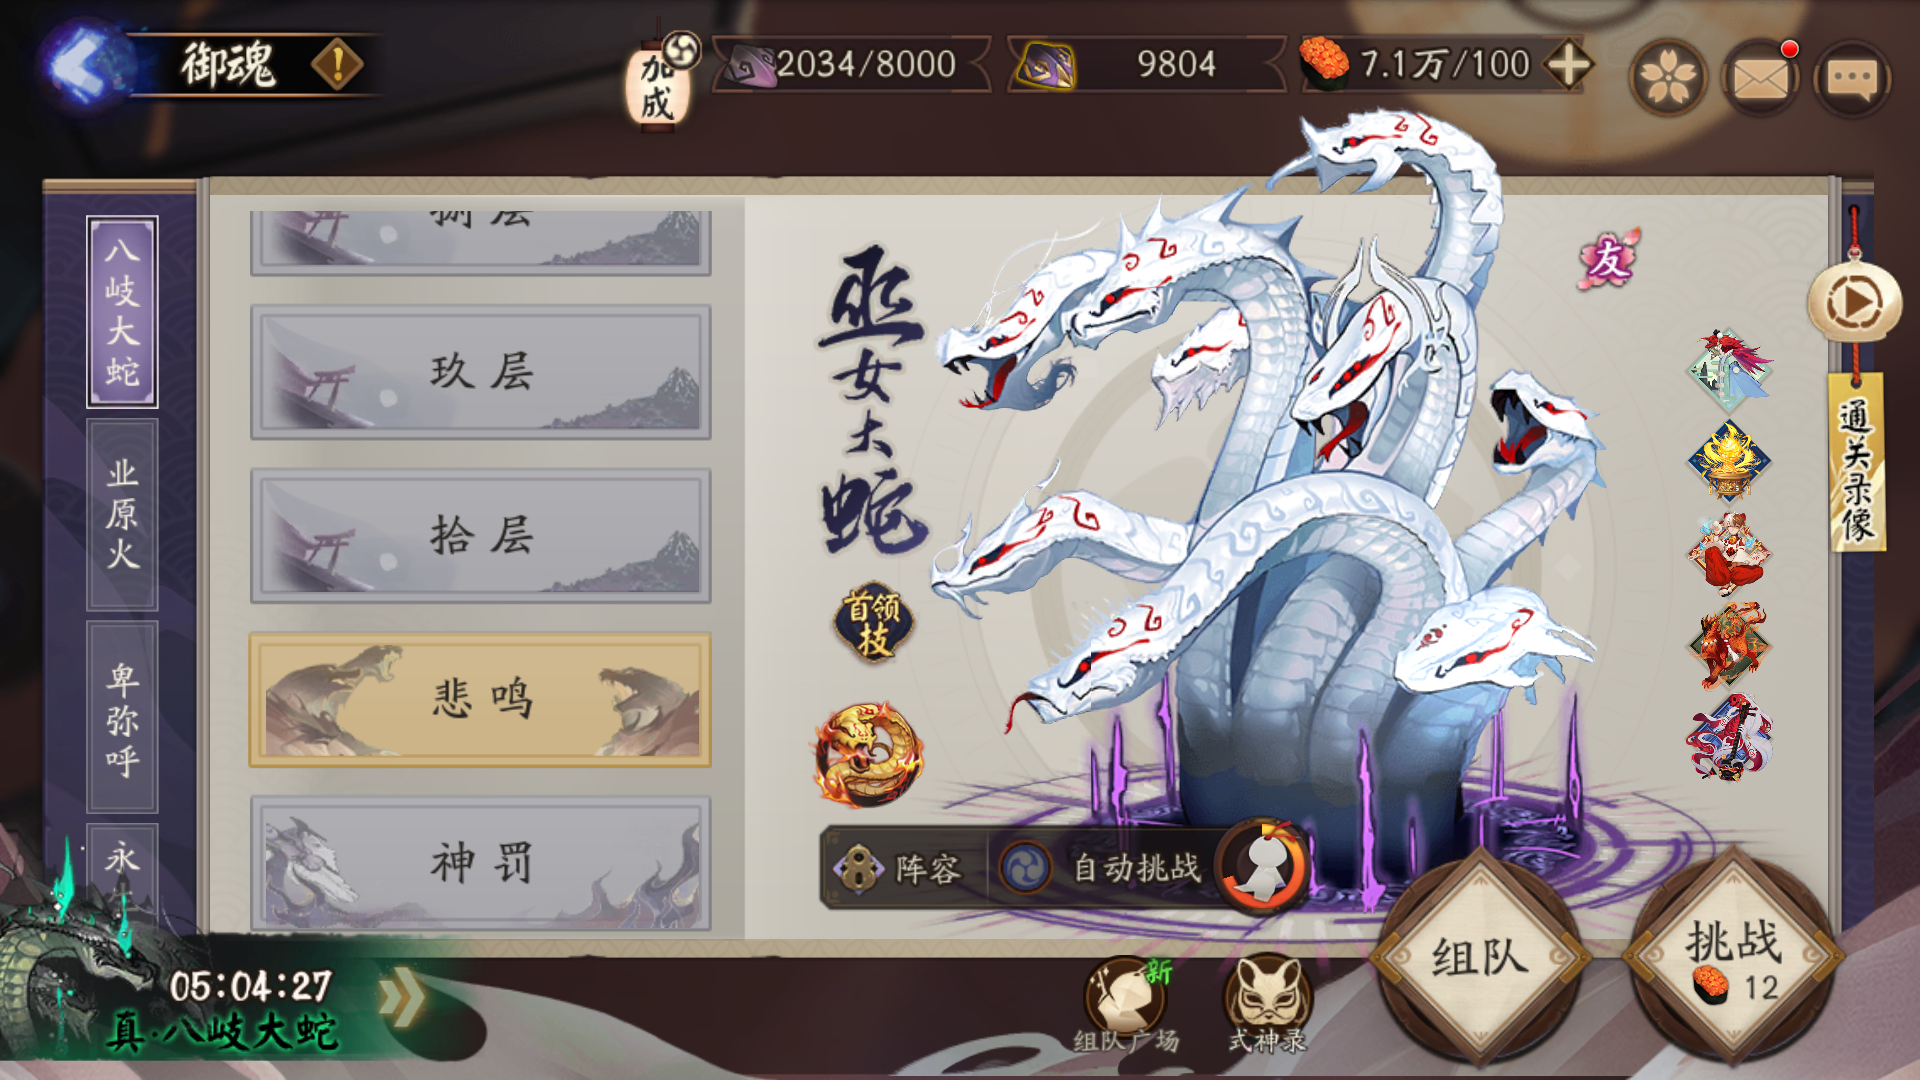 御魂
加成
2034/8000
9804
7.1万/100
八岐大蛇
业原火
卑弥呼
永
捌层
玖层
拾层
悲鸣
神罚
巫女大蛇
首领技
友
通关录像
阵容
自动挑战
组队
挑战
12
新
组队广场
式神录
05:04:27
真·八岐大蛇